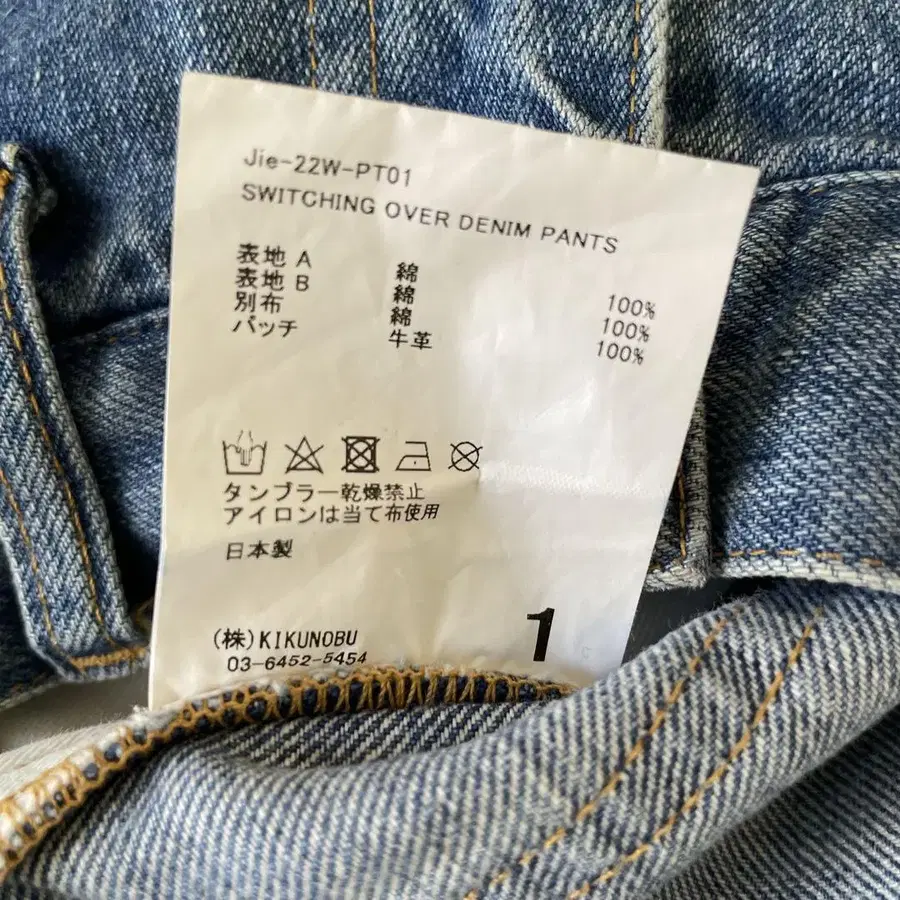 Jie-22W-PT01
SWITCHING OVER DENIM PANTS
表地 A 綿 100%
表地 B 綿 100%
別布 綿 100%
パッチ 牛革
タンブラー乾燥禁止
アイロンは当て布使用
日本製
1
(株)KIKUNOBU
03-6452-5454